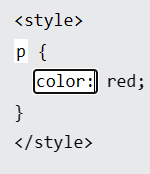 <style>
p {
color: red;
}
</style>